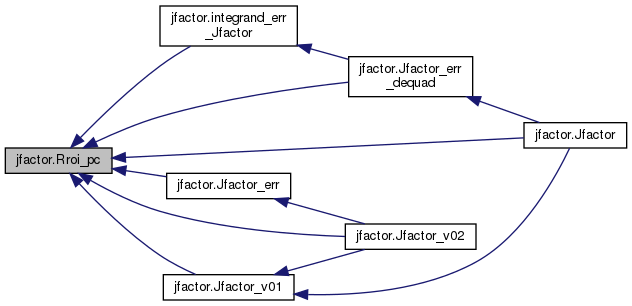 jfactor.integrand_err
_Jfactor
jfactor.Jfactor_err
_dequad
jfactor.Jfactor
jfactor.Rroi_pc
jfactor.Jfactor_err
jfactor.Jfactor_v02
jfactor.Jfactor_v01